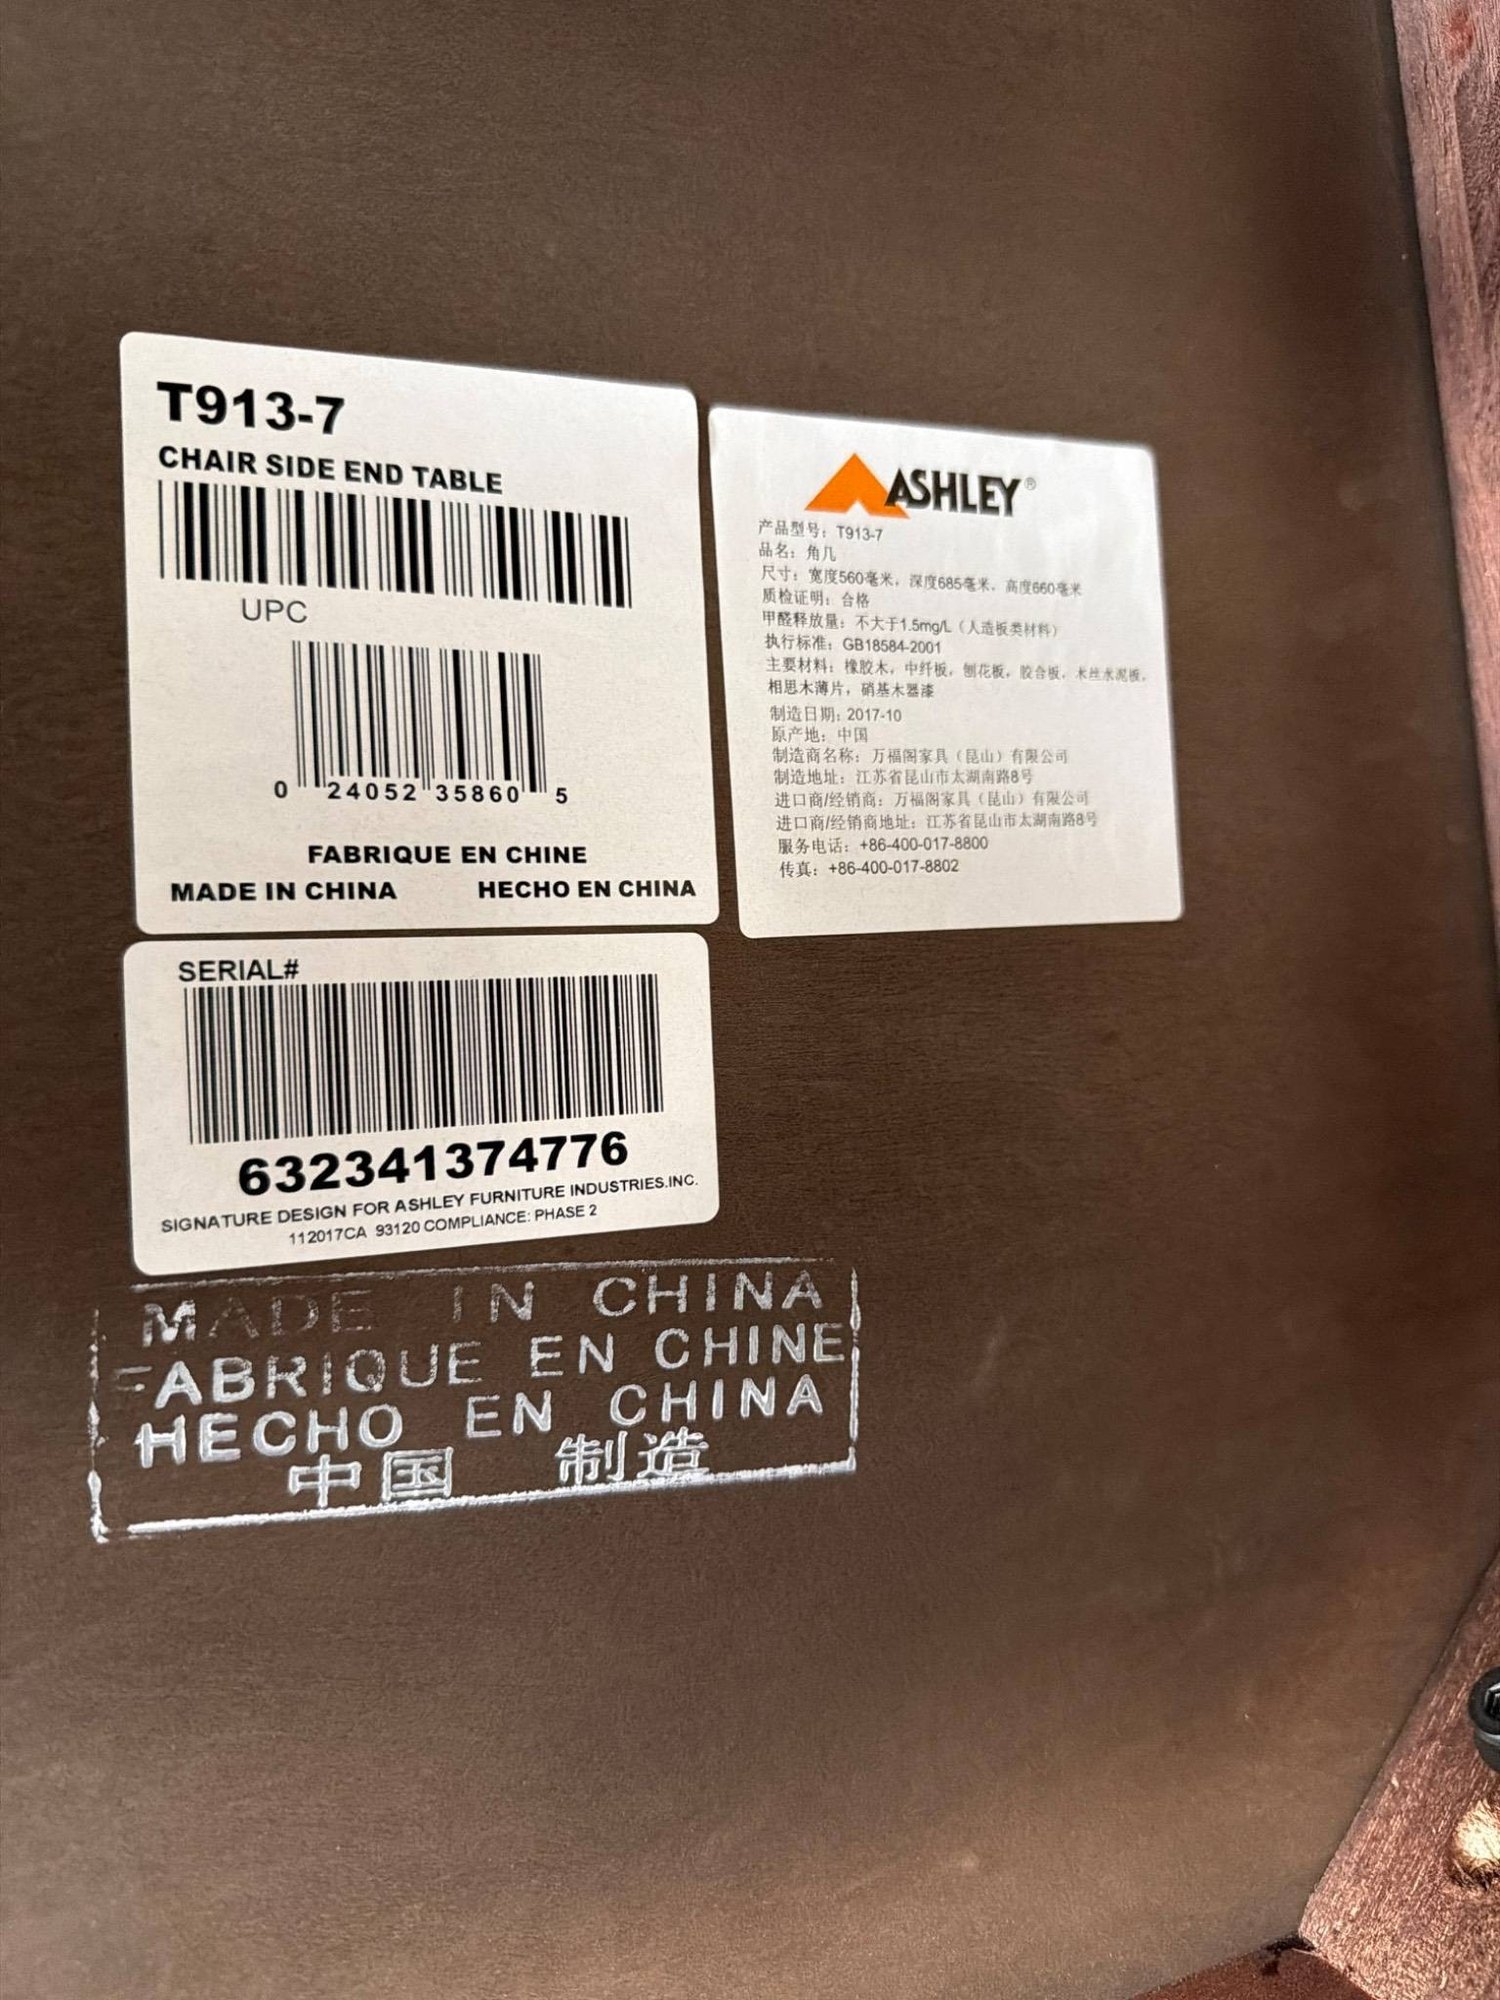 T913-7
CHAIR SIDE END TABLE
UPC
0 24052 35860 5
FABRIQUE EN CHINE
MADE IN CHINA HECHO EN CHINA
ASHLEY®
产品型号：T913-7
品名：角几
尺寸：宽度560毫米，深度685毫米，高度660毫米
质检证明：合格
甲醛释放量：不大于1.5mg/L（人造板类材料）
执行标准：GB18584-2001
主要材料：橡胶木，中纤板，刨花板，胶合板，木丝水泥板，
相思木薄片，硝基木器漆
制造日期：2017-10
原产地：中国
制造商名称：万福阁家具（昆山）有限公司
制造地址：江苏省昆山市太湖南路8号
进口商/经销商：万福阁家具（昆山）有限公司
进口商/经销商地址：江苏省昆山市太湖南路8号
服务电话：+86-400-017-8800
传真：+86-400-017-8802
SERIAL#
632341374776
SIGNATURE DESIGN FOR ASHLEY FURNITURE INDUSTRIES.INC.
112017CA 93120 COMPLIANCE: PHASE 2
MADE IN CHINA
FABRIQUE EN CHINE
HECHO EN CHINA
中国 制造